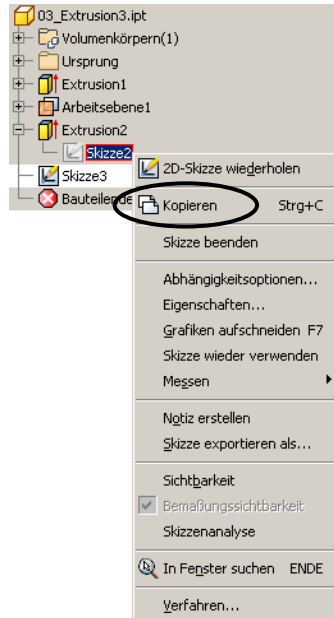 03_Extrusion3.ipt
Volumenkörpern(1)
Ursprung
Extrusion1
Arbeitsebene1
Extrusion2
Skizze2
Skizze3
2D-Skizze wiederholen
Kopieren Strg+C
Skizze beenden
Abhängigkeitsoptionen...
Eigenschaften...
Grafiken aufschneiden F7
Skizze wieder verwenden
Messen
Notiz erstellen
Skizze exportieren als...
Sichtbarkeit
Bemaßungssichtbarkeit
Skizzenanalyse
In Fenster suchen ENDE
Verfahren...